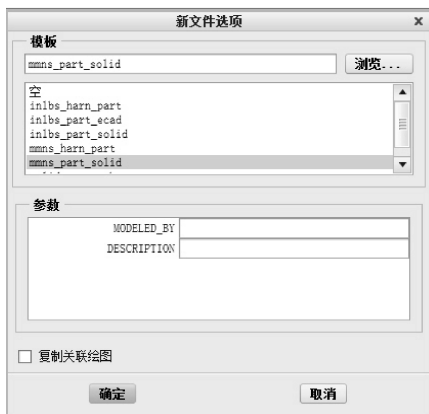 新文件选项
模板
mmns_part_solid
浏览...
空
inlbs_harn_part
inlbs_part_ecad
inlbs_part_solid
mmns_harn_part
mmns_part_solid
参数
MODELED_BY
DESCRIPTION
复制关联绘图
确定 取消